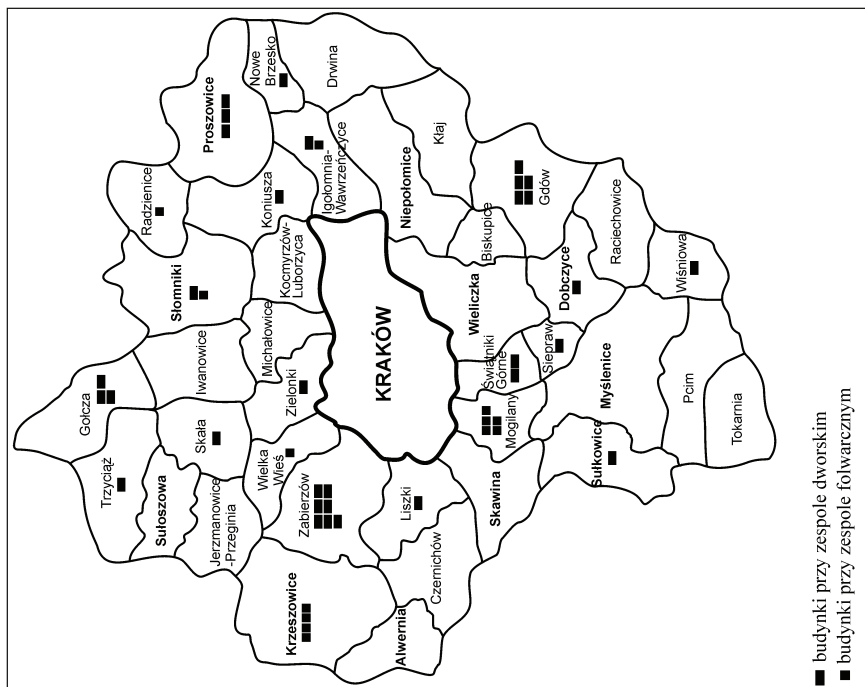 Drwina
Nowe
Brzesko
Proszowice
Igołomnia-
Wawrzeńczyce
Kłaj
Niepołomice
Radzienice
Koniusza
Gdów
Biskupice
Raciechowice
Kocmyrzów-
Luborzyca
Słomniki
Wieliczka
Dobczyce
Wiśniowa
KRAKÓW
Michałowice
Iwanowice
Świątniki
Górne
Siepraw
Myślenice
Pcim
Zielonki
Gołcza
Mogilany
Tokarnia
Skała
Wielka
Wieś
Sułkowice
Trzyciąż
Sułoszowa
Zabierzów
Liszki
Skawina
Jerzmanowice
-Przeginia
Czernichów
Krzeszowice
Alwernia
budynki przy zespole dworskim
budynki przy zespole folwarcznym